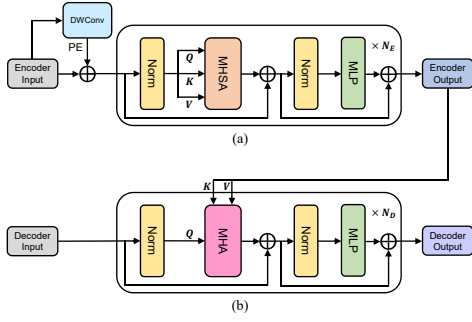 DWConv
PE
Encoder
Input
Norm
Q
K
V
MHSA
Norm
MLP
× N_E
Encoder
Output
(a)
K
V
Decoder
Input
Norm
Q
MHA
Norm
MLP
× N_D
Decoder
Output
(b)